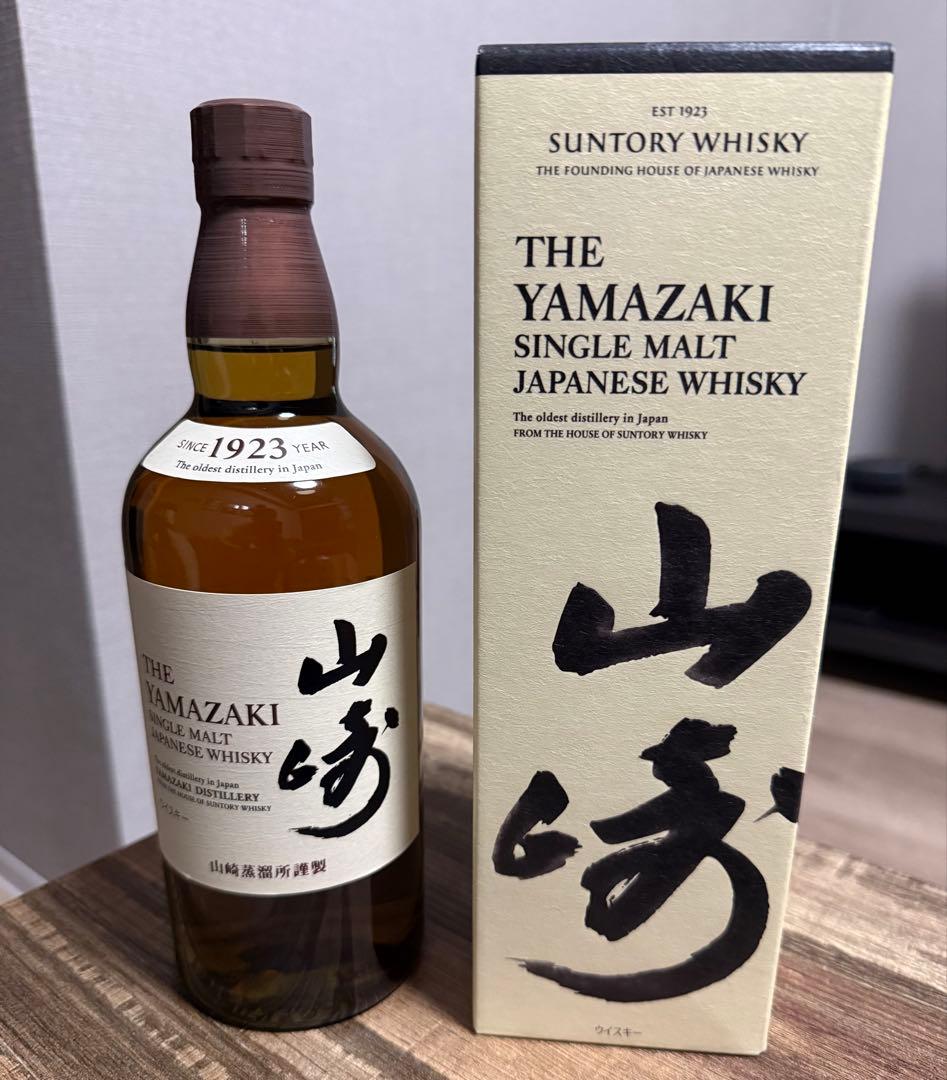 SINCE 1923 YEAR
The oldest distillery in Japan
THE
YAMAZAKI
SINGLE MALT
JAPANESE WHISKY
The oldest distillery in Japan
YAMAZAKI DISTILLERY
FROM THE HOUSE OF SUNTORY WHISKY
ウイスキー
山崎
山崎蒸溜所謹製
EST 1923
SUNTORY WHISKY
THE FOUNDING HOUSE OF JAPANESE WHISKY
THE
YAMAZAKI
SINGLE MALT
JAPANESE WHISKY
The oldest distillery in Japan
FROM THE HOUSE OF SUNTORY WHISKY
山崎
ウイスキー